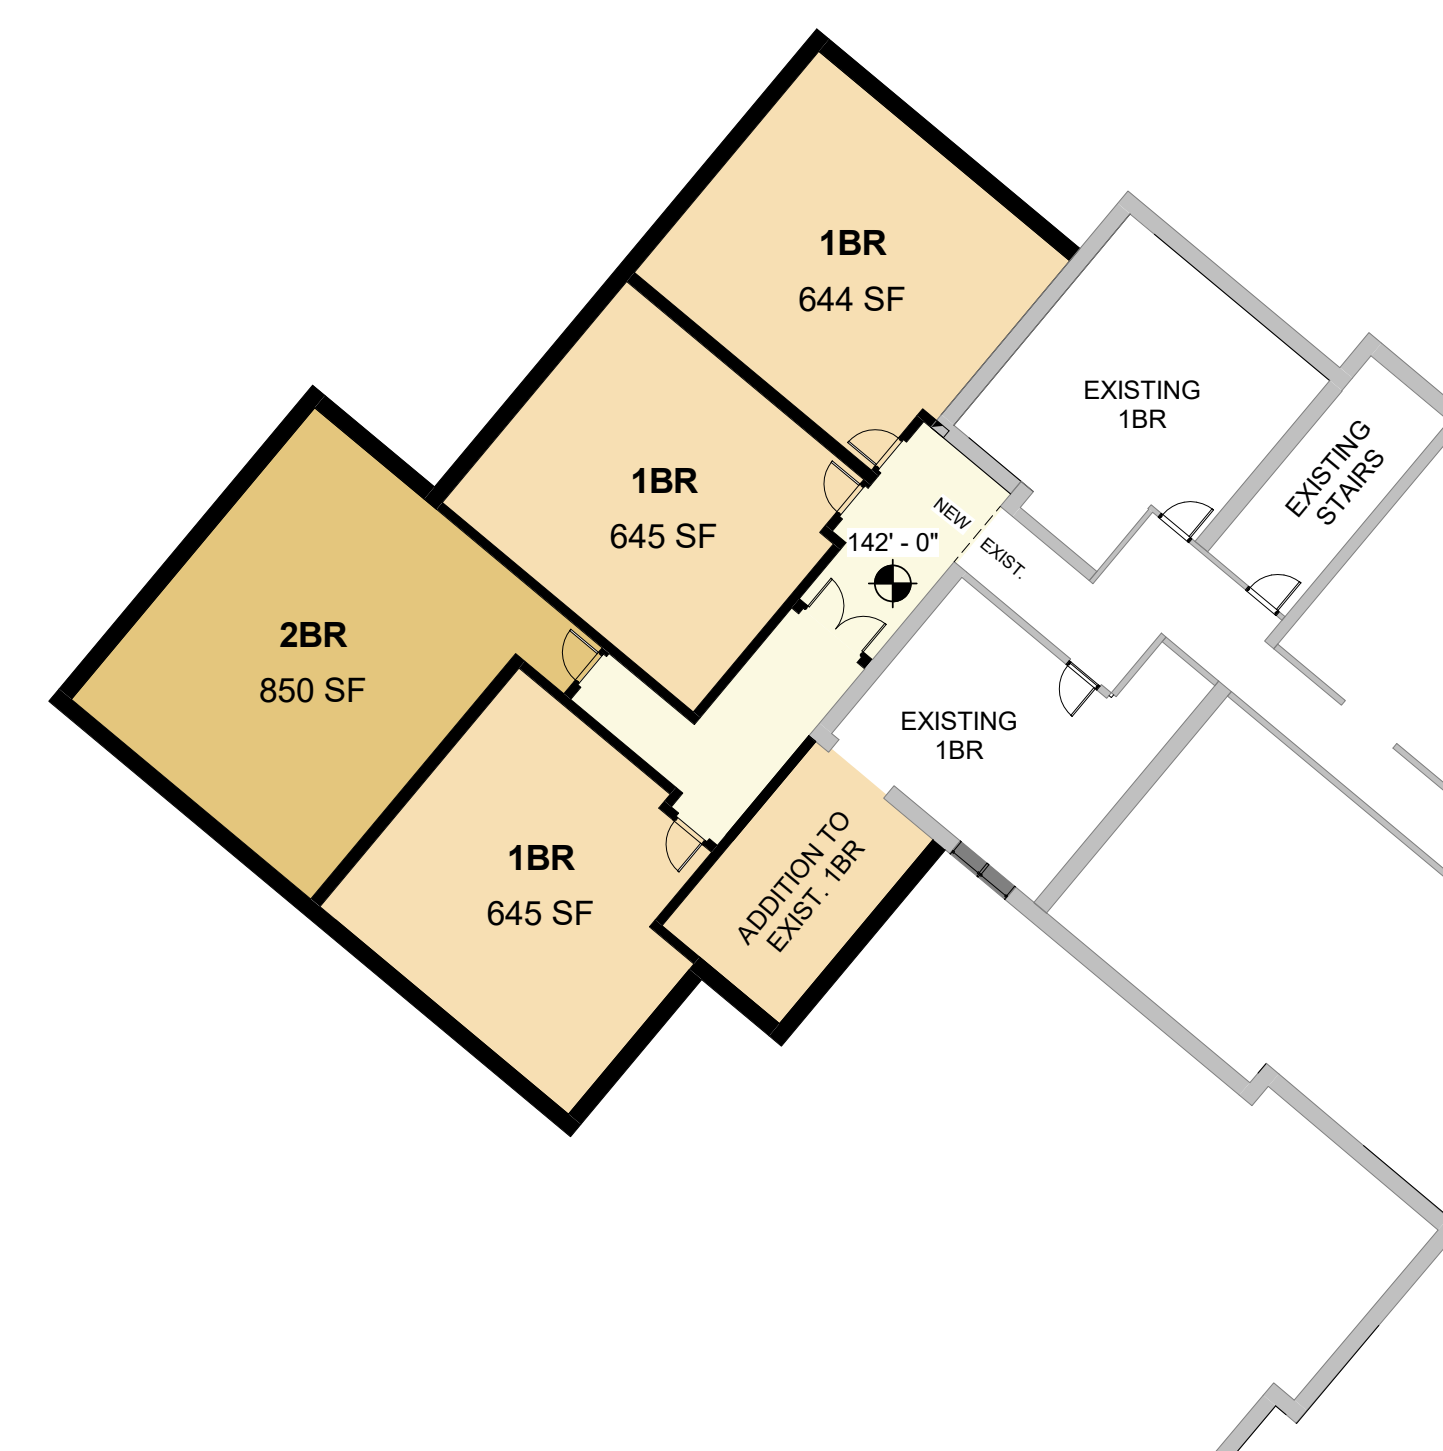 1BR
644 SF
EXISTING
1BR
EXISTING
STAIRS
1BR
645 SF
NEW
EXIST.
142' - 0"
2BR
850 SF
EXISTING
1BR
1BR
645 SF
ADDITION TO
EXIST. 1BR